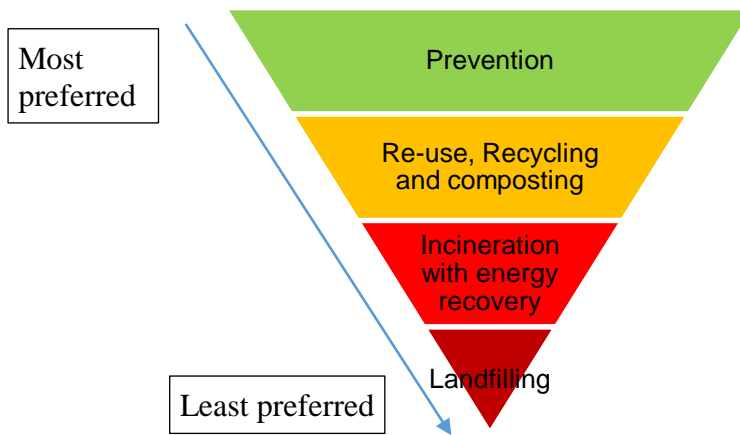 Most
preferred
Prevention
Re-use, Recycling
and composting
Incineration
with energy
recovery
Landfilling
Least preferred